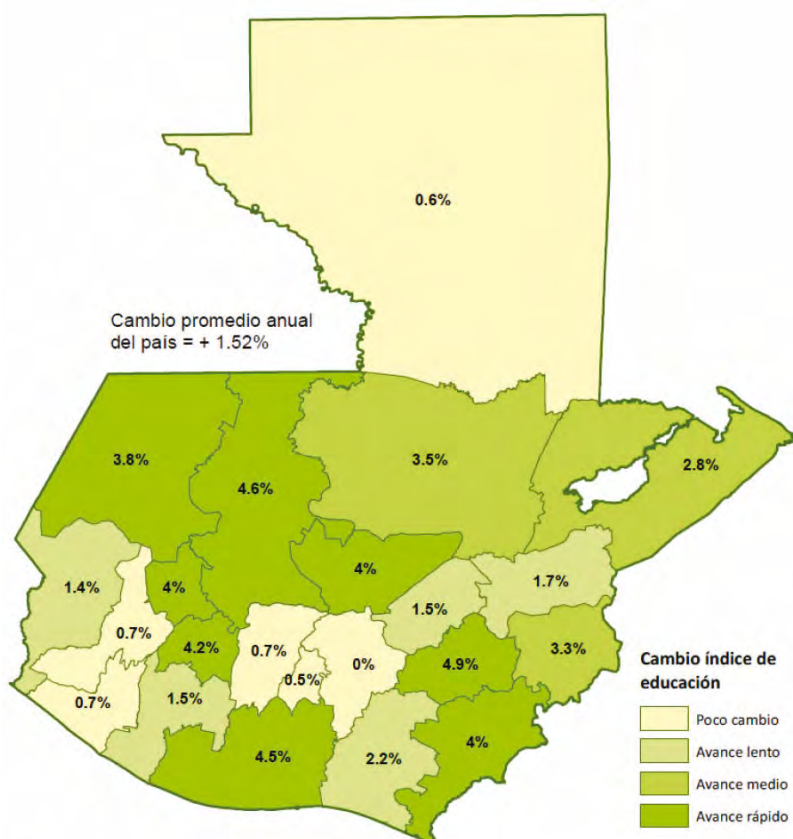 0.6%
Cambio promedio anual
del país = + 1.52%
3.8%
4.6%
3.5%
2.8%
1.4%
4%
4%
1.5%
1.7%
0.7%
4.2%
0.7%
0.5%
0%
4.9%
3.3%
0.7%
1.5%
4.5%
2.2%
4%
Cambio índice de
educación
Poco cambio
Avance lento
Avance medio
Avance rápido